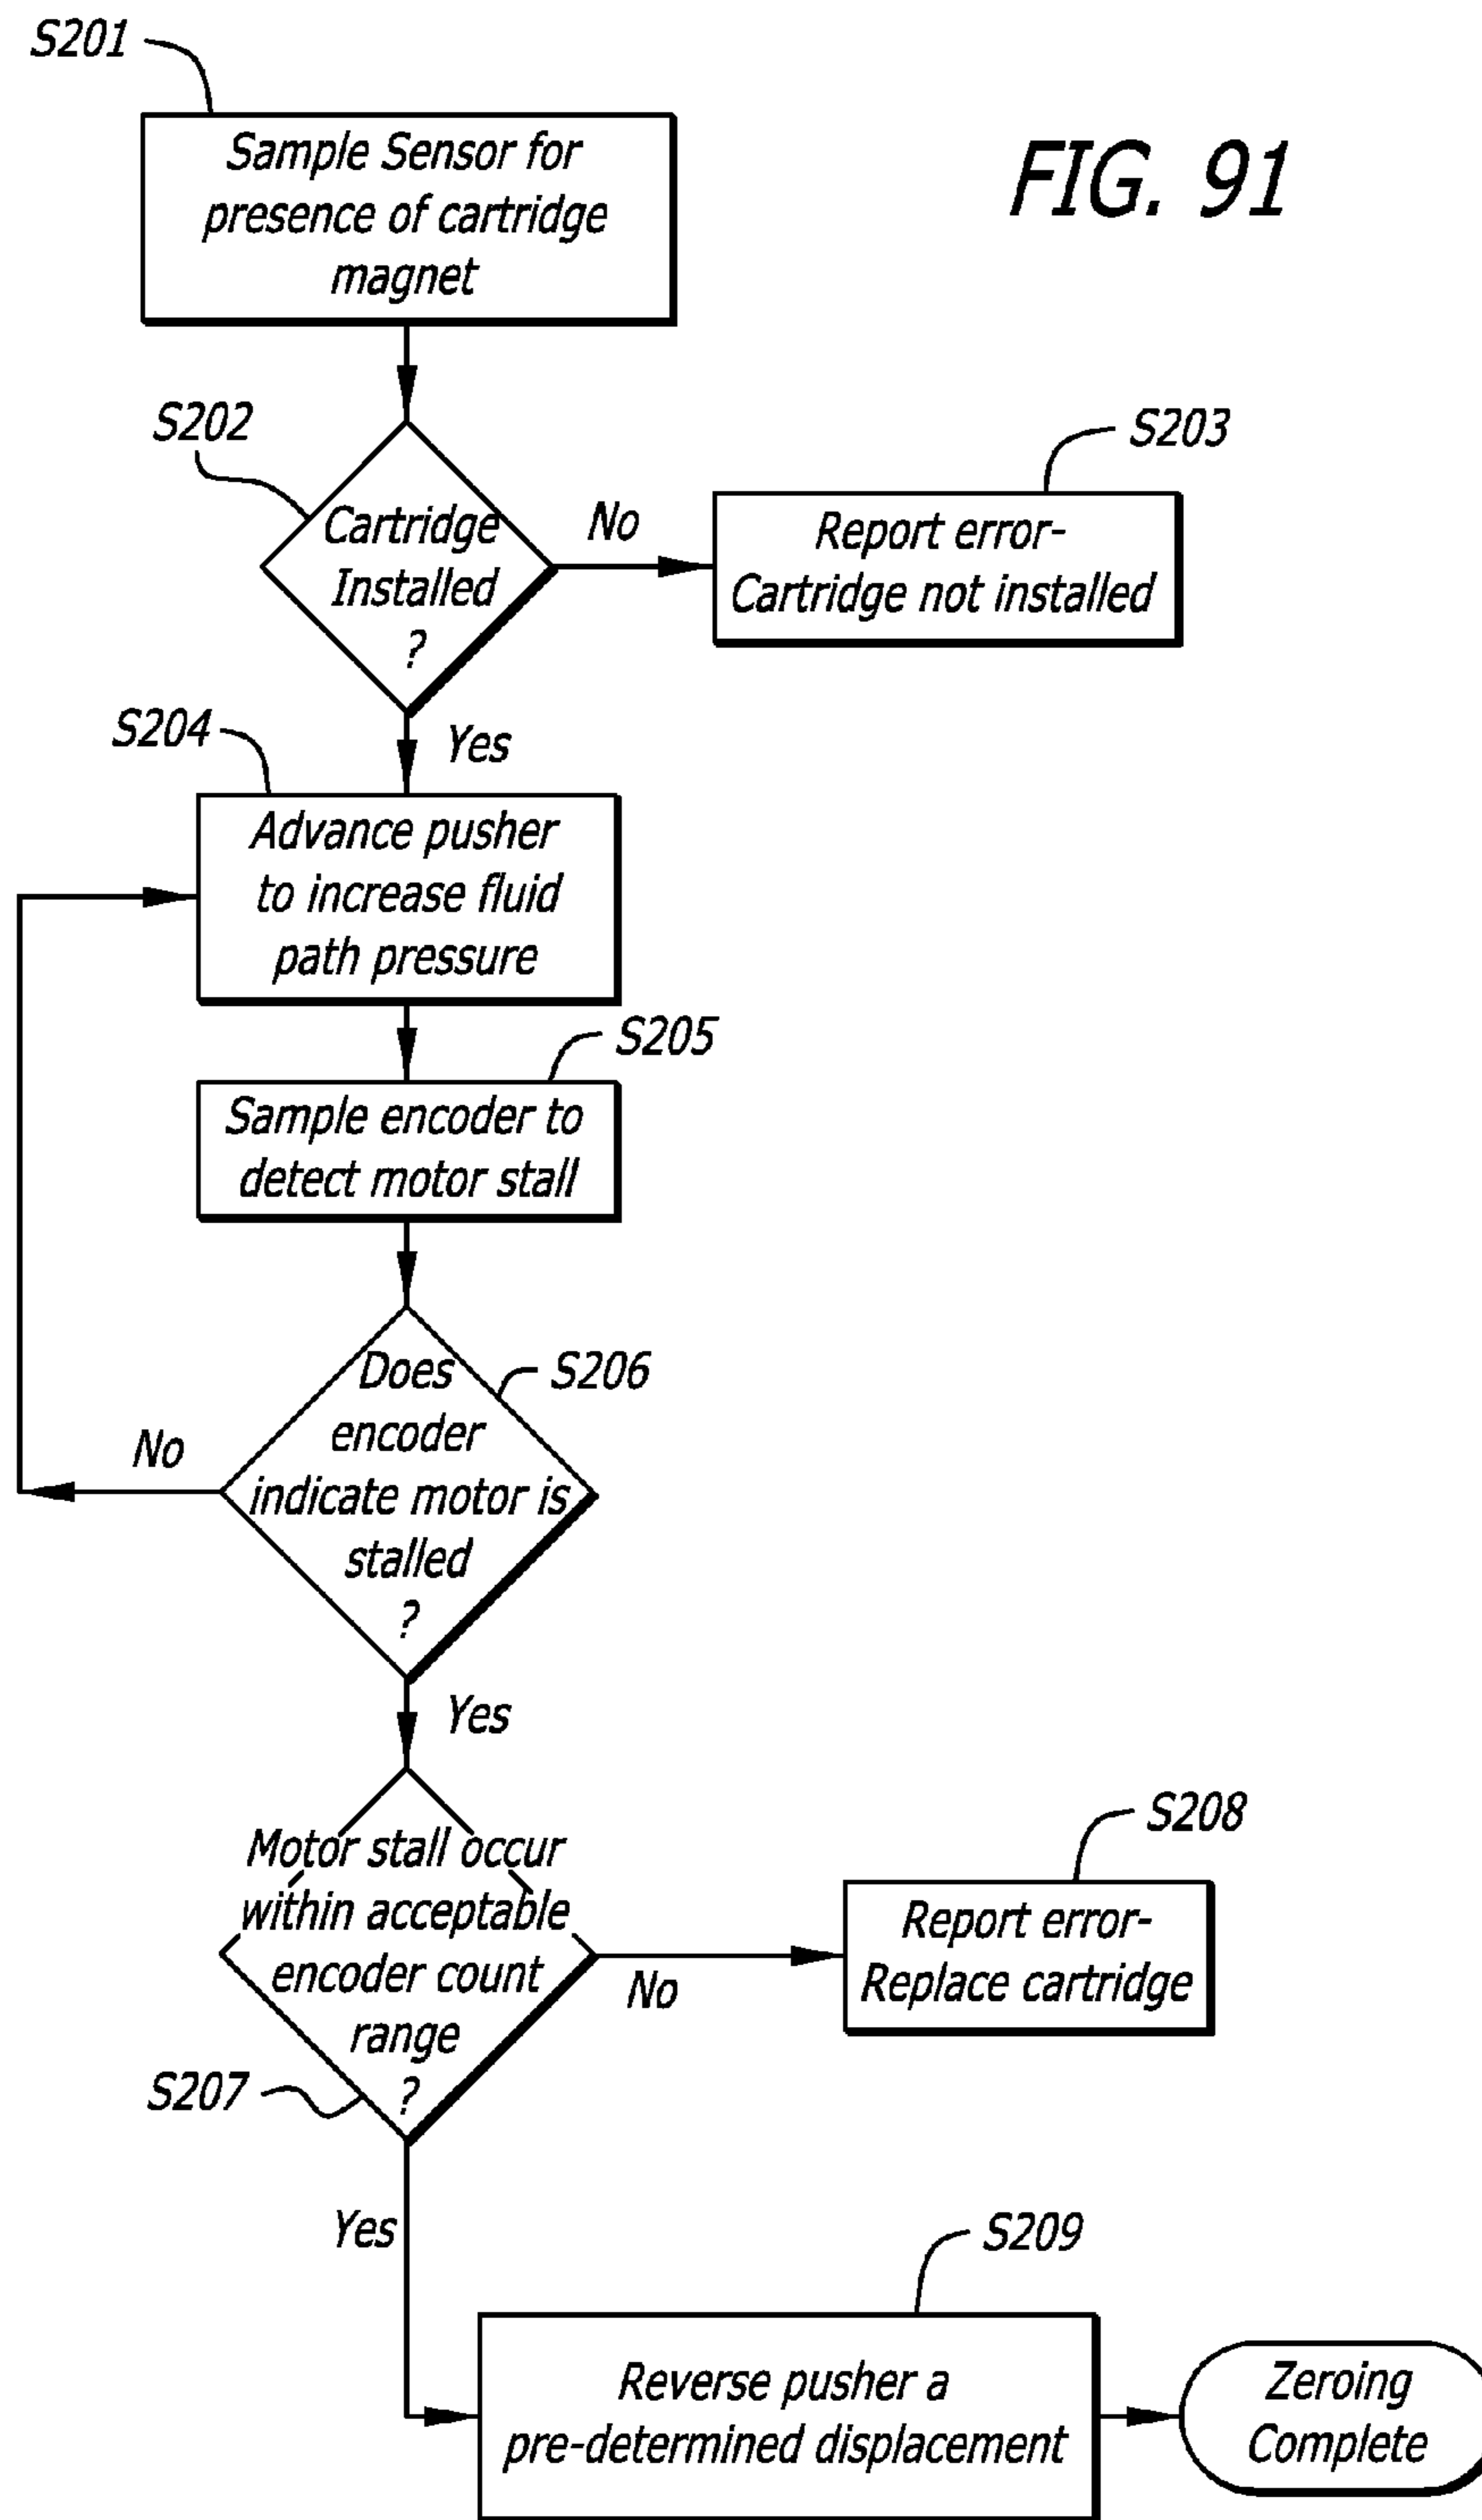 S201
FIG. 91
Sample Sensor for
presence of cartridge
magnet
S202
S203
Cartridge
Installed
?
No
Report error-
Cartridge not installed
S204
Yes
Advance pusher
to increase fluid
path pressure
S205
Sample encoder to
detect motor stall
S206
Does
encoder
indicate motor is
stalled
?
No
Yes
S208
Motor stall occur
within acceptable
encoder count
range
?
No
Report error-
Replace cartridge
S207
Yes
S209
Reverse pusher a
pre-determined displacement
Zeroing
Complete